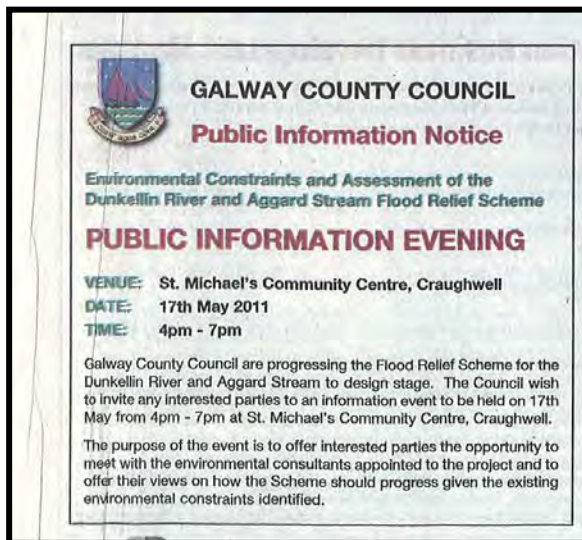 GALWAY COUNTY COUNCIL
Public Information Notice
Environmental Constraints and Assessment of the
Dunkellin River and Aggard Stream Flood Relief Scheme
PUBLIC INFORMATION EVENING
VENUE: St. Michael's Community Centre, Craughwell
DATE: 17th May 2011
TIME: 4pm - 7pm
Galway County Council are progressing the Flood Relief Scheme for the
Dunkellin River and Aggard Stream to design stage. The Council wish
to invite any interested parties to an information event to be held on 17th
May from 4pm - 7pm at St. Michael's Community Centre, Craughwell.
The purpose of the event is to offer interested parties the opportunity to
meet with the environmental consultants appointed to the project and to
offer their views on how the Scheme should progress given the existing
environmental constraints identified.